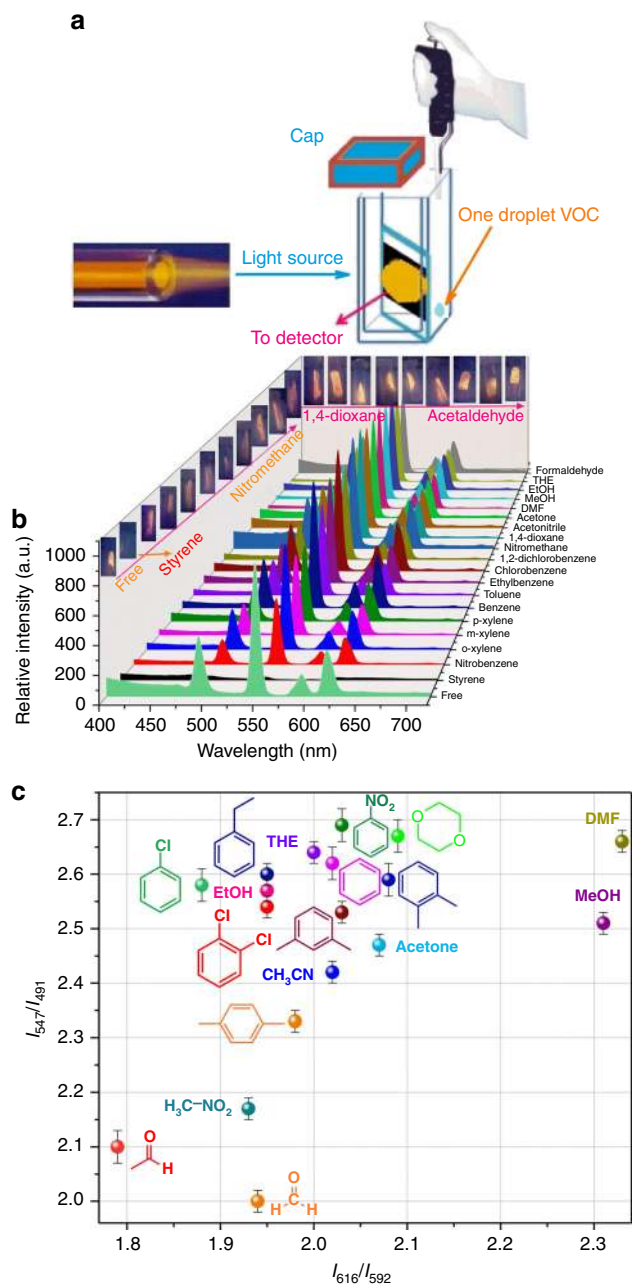 a
Cap
One droplet VOC
Light source
To detector
1,4-dioxane
Acetaldehyde
Nitromethane
Free
Styrene
b
Relative intensity (a.u.)
1000
800
600
400
200
0
400
450
500
550
600
650
700
Wavelength (nm)
Formaldehyde
THE
EtOH
MeOH
DMF
Acetone
Acetonitrile
1,4-dioxane
Nitromethane
1,2-dichlorobenzene
Chlorobenzene
Ethylbenzene
Toluene
Benzene
p-xylene
m-xylene
o-xylene
Nitrobenzene
Styrene
Free
c
I547/I491
2.7
2.6
2.5
2.4
2.3
2.2
2.1
2.0
Cl
THE
NO2
O
O
DMF
EtOH
MeOH
Cl
Cl
Acetone
CH3CN
H3C–NO2
O
H
O
H C H
1.8
1.9
2.0
2.1
2.2
2.3
I616/I592